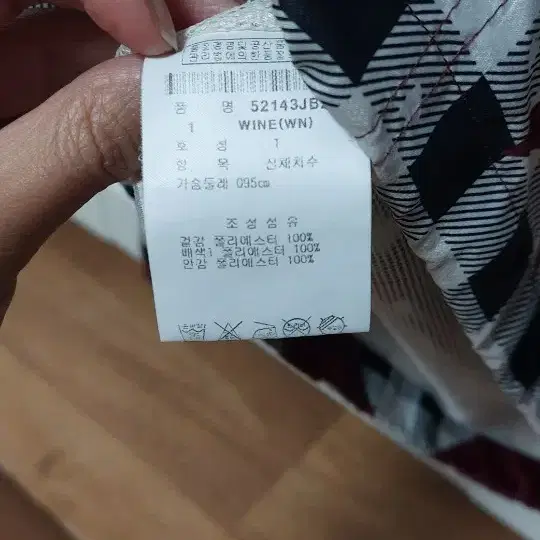 품 명 52143JB
1 WINE(WN)
호 칭 1
항 목 신체치수
가슴둘레 095cm
조성섬유
겉감 폴리에스터 100%
배색1 폴리에스터 100%
안감 폴리에스터 100%